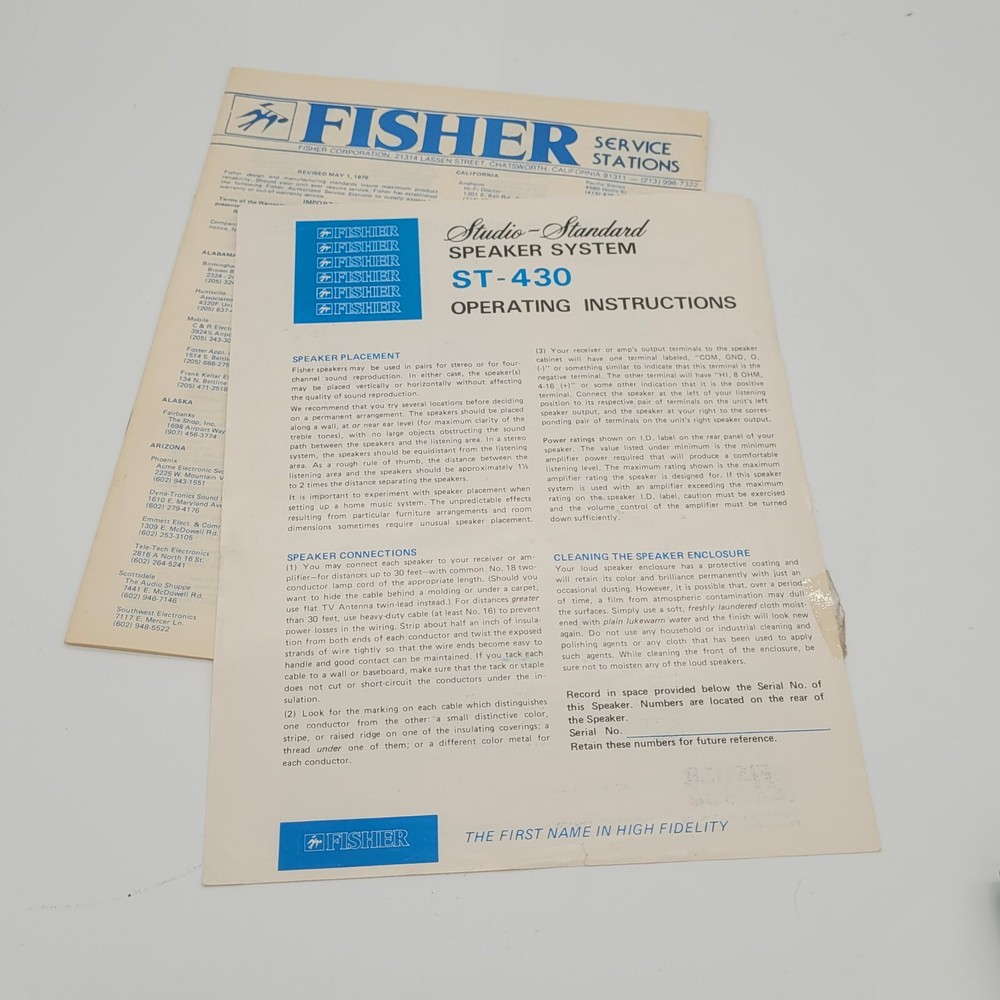 FISHER
SERVICE
STATIONS
FISHER CORPORATION, 21314 LASSEN STREET, CHATSWORTH, CALIFORNIA 91311 — (213) 998-7322
REVISED MAY 1, 1979
Fisher design and manufacturing standards insure maximum product
CALIFORNIA
Anaheim
Hi-Fi Doctor
ALABAMA
Birmingham
Huntsville
Mobile
C & R Elect
(205) 343-30
Foster Appl.
(205) 666-275
Frank Keller E
134 N. Beltline
(205) 471-2518
ALASKA
Fairbanks
The Shop, Inc.
1698 Airport Way
(907) 456-3774
ARIZONA
Phoenix
Acme Electronic Svc
2225 W. Mountain V
(602) 943-1551
Dyna-Tronics Sound
1610 E. Maryland Ave
(602) 279-4176
Emmett Elect. & Comm
1309 E. McDowell Rd.
(602) 253-3105
Tele-Tech Electronics
2816 A North 16 St.
(602) 264-5241
Scottsdale
The Audio Shoppe
7441 E. McDowell Rd.
(602) 946-7146
Southwest Electronics
7117 E. Mercer Ln.
(602) 948-5522
FISHER
FISHER
FISHER
FISHER
FISHER
FISHER
Studio-Standard
SPEAKER SYSTEM
ST-430
OPERATING INSTRUCTIONS
SPEAKER PLACEMENT
Fisher speakers may be used in pairs for stereo or for four-
channel sound reproduction. In either case, the speaker(s)
may be placed vertically or horizontally without affecting
the quality of sound reproduction.
We recommend that you try several locations before deciding
on a permanent arrangement. The speakers should be placed
along a wall, at or near ear level (for maximum clarity of the
treble tones), with no large objects obstructing the sound
path between the speakers and the listening area. In a stereo
system, the speakers should be equidistant from the listening
area. As a rough rule of thumb, the distance between the
listening area and the speakers should be approximately 1½
to 2 times the distance separating the speakers.
It is important to experiment with speaker placement when
setting up a home music system. The unpredictable effects
resulting from particular furniture arrangements and room
dimensions sometimes require unusual speaker placement.
SPEAKER CONNECTIONS
(1) You may connect each speaker to your receiver or am-
plifier—for distances up to 30 feet—with common No. 18 two-
conductor lamp cord of the appropriate length. (Should you
want to hide the cable behind a molding or under a carpet,
use flat TV Antenna twin-lead instead.) For distances greater
than 30 feet, use heavy-duty cable (at least No. 16) to prevent
power losses in the wiring. Strip about half an inch of insula-
tion from both ends of each conductor and twist the exposed
strands of wire tightly so that the wire ends become easy to
handle and good contact can be maintained. If you tack each
cable to a wall or baseboard, make sure that the tack or staple
does not cut or short-circuit the conductors under the in-
sulation.
(2) Look for the marking on each cable which distinguishes
one conductor from the other: a small distinctive color,
stripe, or raised ridge on one of the insulating coverings; a
thread under one of them; or a different color metal for
each conductor.
(3) Your receiver or amp's output terminals to the speaker
cabinet will have one terminal labeled, "COM, GND, O,
(-)" or something similar to indicate that this terminal is the
negative terminal. The other terminal will have "HI, 8 OHM,
4-16 (+)" or some other indication that it is the positive
terminal. Connect the speaker at the left of your listening
position to its respective pair of terminals on the unit's left
speaker output, and the speaker at your right to the corres-
ponding pair of terminals on the unit's right speaker output.
Power ratings shown on I.D. label on the rear panel of your
speaker. The value listed under minimum is the minimum
amplifier power required that will produce a comfortable
listening level. The maximum rating shown is the maximum
amplifier rating the speaker is designed for. If this speaker
system is used with an amplifier exceeding the maximum
rating on the speaker I.D. label, caution must be exercised
and the volume control of the amplifier must be turned
down sufficiently.
CLEANING THE SPEAKER ENCLOSURE
Your loud speaker enclosure has a protective coating and
will retain its color and brilliance permanently with just an
occasional dusting. However, it is possible that, over a period
of time, a film from atmospheric contamination may dull
the surfaces. Simply use a soft, freshly laundered cloth moist-
ened with plain lukewarm water and the finish will look new
again. Do not use any household or industrial cleaning and
polishing agents or any cloth that has been used to apply
such agents. While cleaning the front of the enclosure, be
sure not to moisten any of the loud speakers.
Record in space provided below the Serial No. of
this Speaker. Numbers are located on the rear of
the Speaker.
Serial No.
Retain these numbers for future reference.
FISHER
THE FIRST NAME IN HIGH FIDELITY